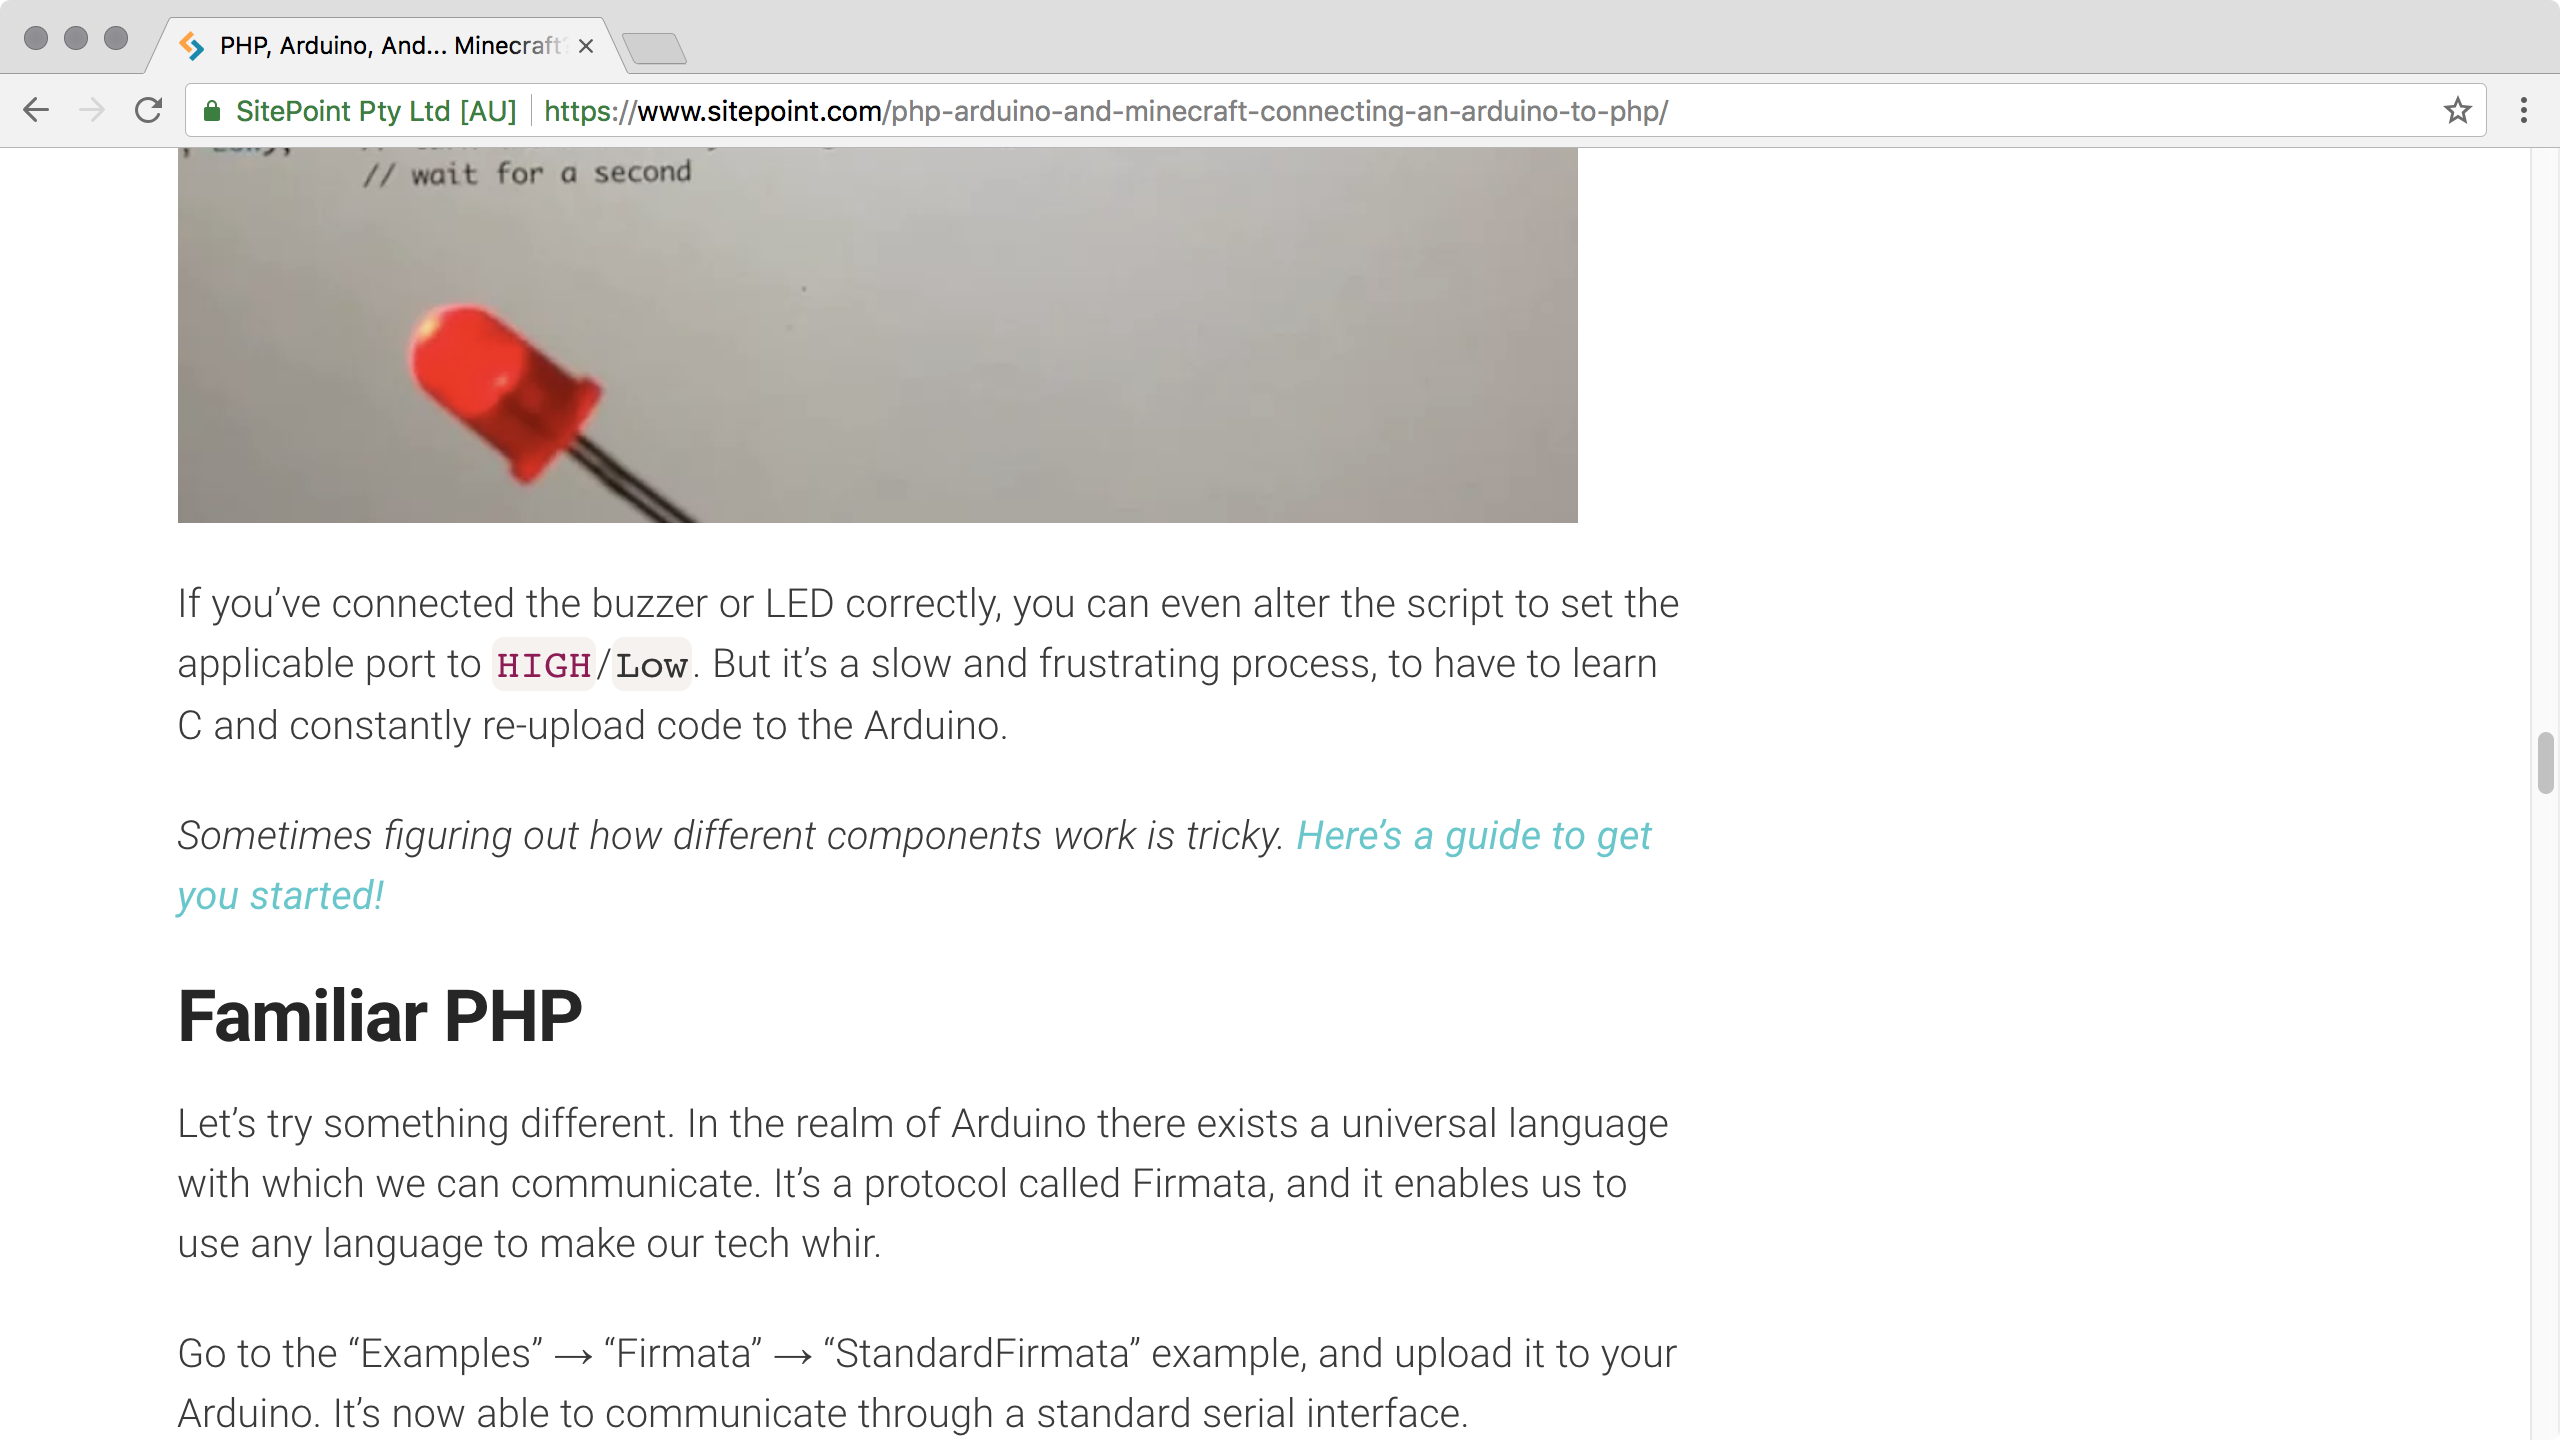 PHP, Arduino, And... Minecraft?
SitePoint Pty Ltd [AU] https://www.sitepoint.com/php-arduino-and-minecraft-connecting-an-arduino-to-php/
// wait for a second
If you’ve connected the buzzer or LED correctly, you can even alter the script to set the
applicable port to HIGH/Low. But it’s a slow and frustrating process, to have to learn
C and constantly re-upload code to the Arduino.
Sometimes figuring out how different components work is tricky. Here’s a guide to get
you started!
Familiar PHP
Let’s try something different. In the realm of Arduino there exists a universal language
with which we can communicate. It’s a protocol called Firmata, and it enables us to
use any language to make our tech whir.
Go to the “Examples” → “Firmata” → “StandardFirmata” example, and upload it to your
Arduino. It’s now able to communicate through a standard serial interface.